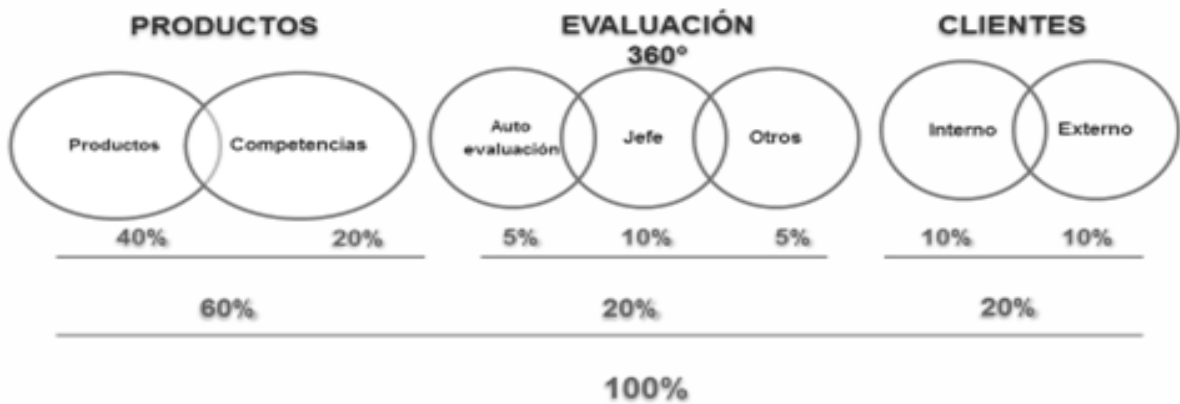 PRODUCTOS
EVALUACIÓN
360°
CLIENTES
Productos
Competencias
Auto
evaluación
Jefe
Otros
Interno
Externo
40%
20%
5%
10%
5%
10%
10%
60%
20%
20%
100%